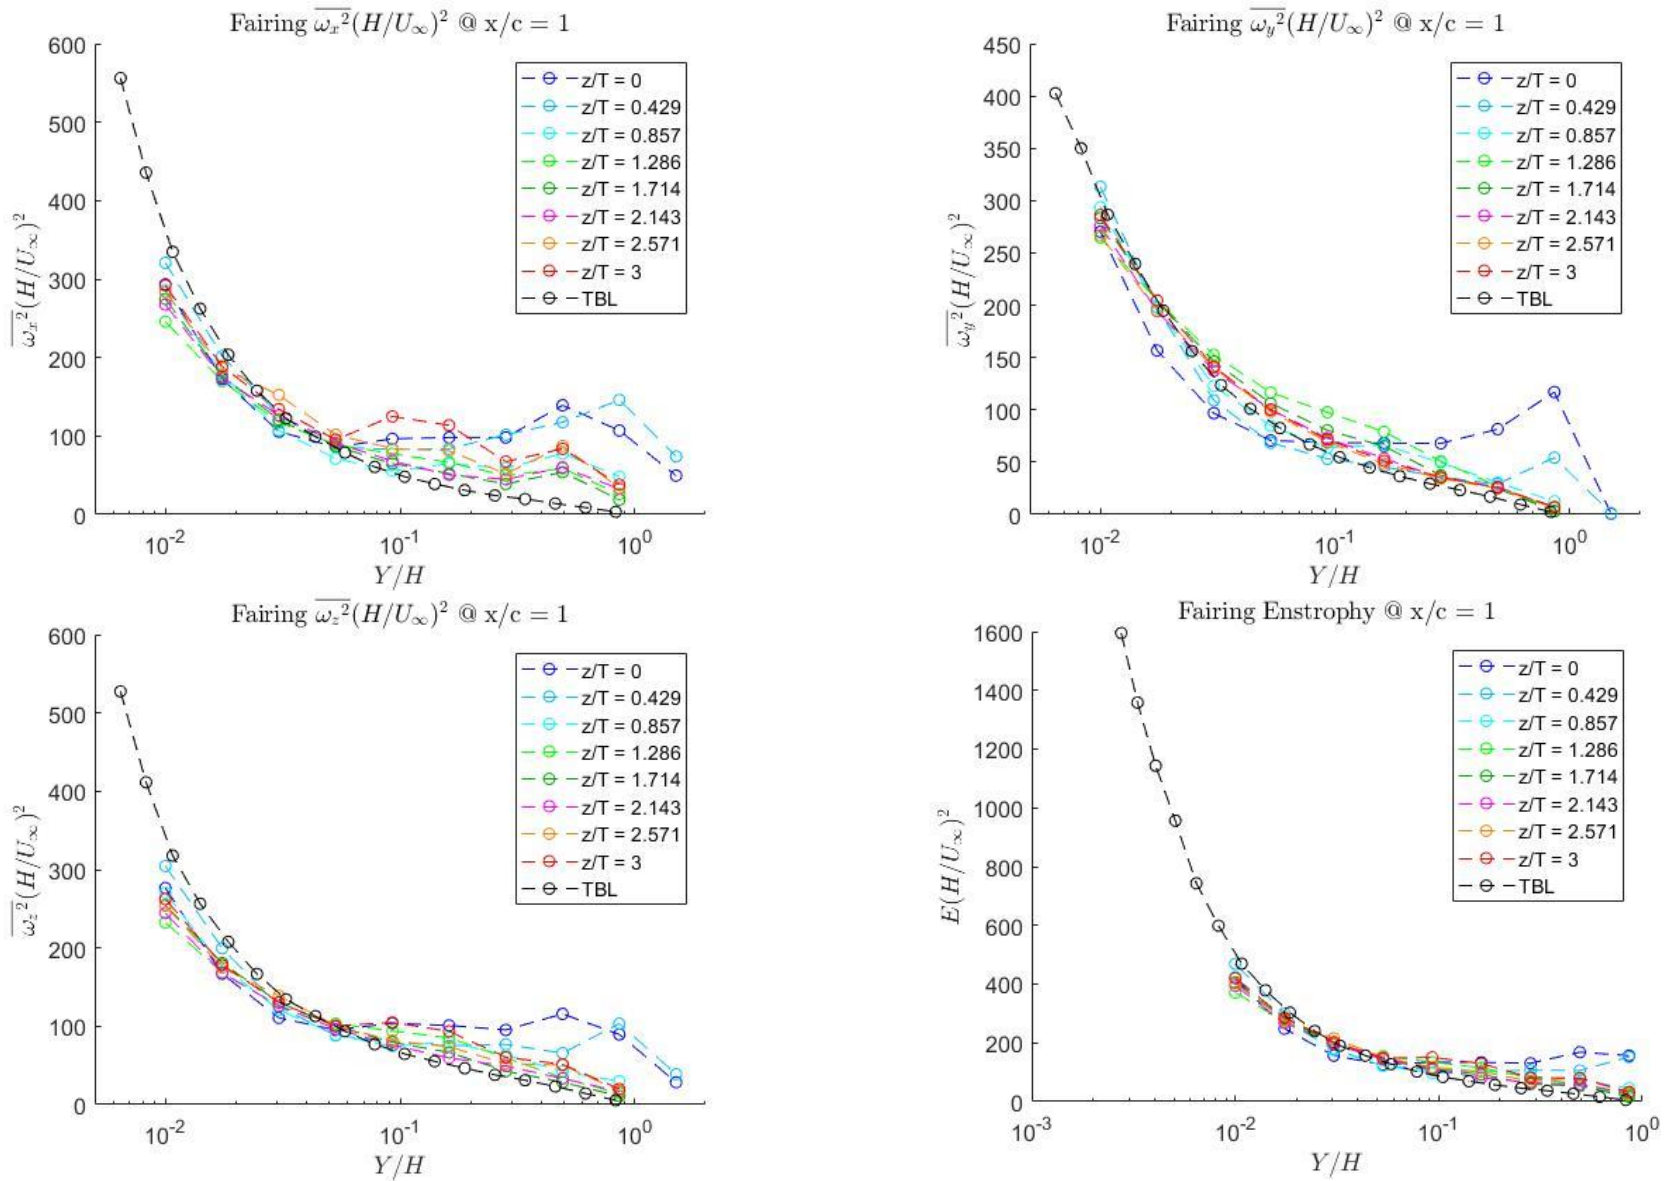 Fairing $\overline{\omega_x{}^2}(H/U_\infty)^2$ @ x/c = 1
600
500
400
300
200
100
0
$\overline{\omega_x{}^2}(H/U_\infty)^2$
10⁻² 10⁻¹ 10⁰
Y/H
z/T = 0
z/T = 0.429
z/T = 0.857
z/T = 1.286
z/T = 1.714
z/T = 2.143
z/T = 2.571
z/T = 3
TBL
Fairing $\overline{\omega_y{}^2}(H/U_\infty)^2$ @ x/c = 1
450
400
350
300
250
200
150
100
50
0
$\overline{\omega_y{}^2}(H/U_\infty)^2$
10⁻² 10⁻¹ 10⁰
Y/H
z/T = 0
z/T = 0.429
z/T = 0.857
z/T = 1.286
z/T = 1.714
z/T = 2.143
z/T = 2.571
z/T = 3
TBL
Fairing $\overline{\omega_z{}^2}(H/U_\infty)^2$ @ x/c = 1
600
500
400
300
200
100
0
$\overline{\omega_z{}^2}(H/U_\infty)^2$
10⁻² 10⁻¹ 10⁰
Y/H
z/T = 0
z/T = 0.429
z/T = 0.857
z/T = 1.286
z/T = 1.714
z/T = 2.143
z/T = 2.571
z/T = 3
TBL
Fairing Enstrophy @ x/c = 1
1600
1400
1200
1000
800
600
400
200
0
$E(H/U_\infty)^2$
10⁻³ 10⁻² 10⁻¹ 10⁰
Y/H
z/T = 0
z/T = 0.429
z/T = 0.857
z/T = 1.286
z/T = 1.714
z/T = 2.143
z/T = 2.571
z/T = 3
TBL